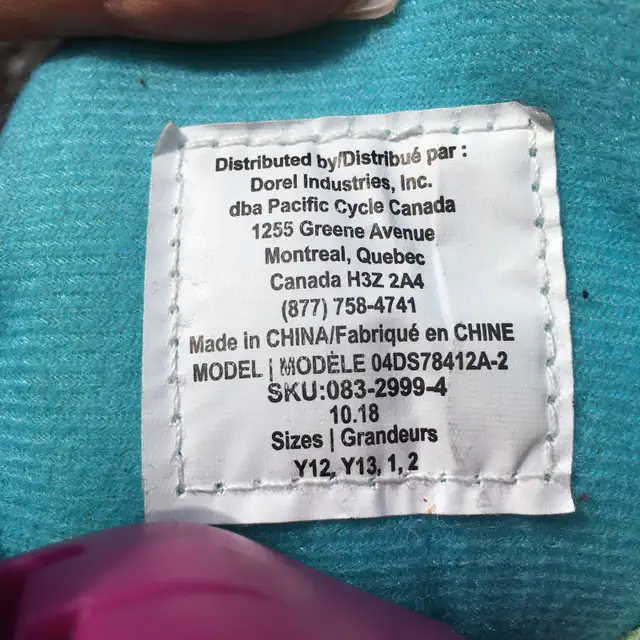 Distributed by/Distribué par :
Dorel Industries, Inc.
dba Pacific Cycle Canada
1255 Greene Avenue
Montreal, Quebec
Canada H3Z 2A4
(877) 758-4741
Made in CHINA/Fabriqué en CHINE
MODEL | MODÈLE 04DS78412A-2
SKU:083-2999-4
10.18
Sizes | Grandeurs
Y12, Y13, 1, 2